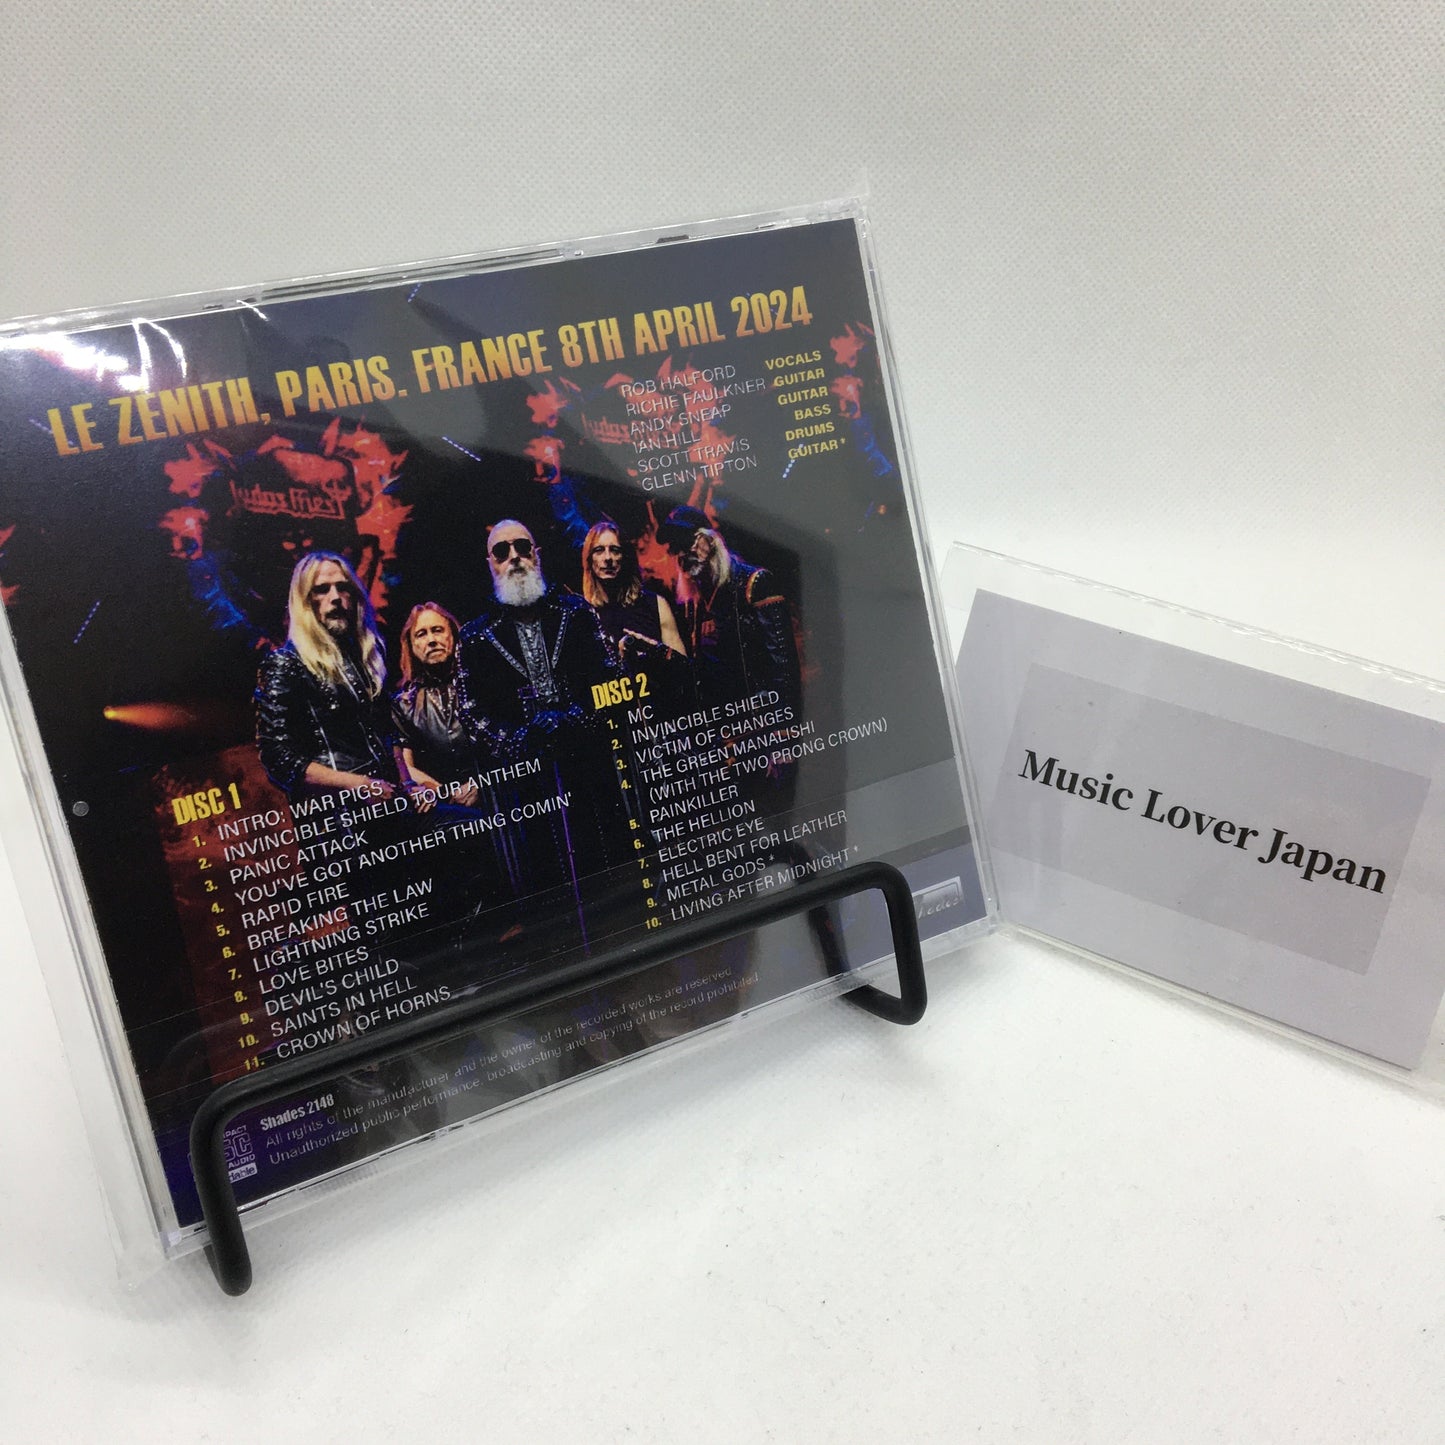 LE ZENITH, PARIS. FRANCE 8TH APRIL 2024
ROB HALFORD VOCALS
RICHIE FAULKNER GUITAR
ANDY SNEAP GUITAR
IAN HILL BASS
SCOTT TRAVIS DRUMS
GLENN TIPTON GUITAR*
Judas Priest
DISC 1
1. INTRO: WAR PIGS
2. INVINCIBLE SHIELD TOUR ANTHEM
3. PANIC ATTACK
4. YOU'VE GOT ANOTHER THING COMIN'
5. RAPID FIRE
6. BREAKING THE LAW
7. LIGHTNING STRIKE
8. LOVE BITES
9. DEVIL'S CHILD
10. SAINTS IN HELL
11. CROWN OF HORNS
DISC 2
1. MC
2. INVINCIBLE SHIELD
3. VICTIM OF CHANGES
4. THE GREEN MANALISHI
(WITH THE TWO PRONG CROWN)
5. PAINKILLER
6. THE HELLION
7. ELECTRIC EYE
8. HELL BENT FOR LEATHER
9. METAL GODS *
10. LIVING AFTER MIDNIGHT *
Shades 2148
All rights of the manufacturer and the owner of the recorded works are reserved
Unauthorized public performance, broadcasting and copying of the record prohibited
Music Lover Japan